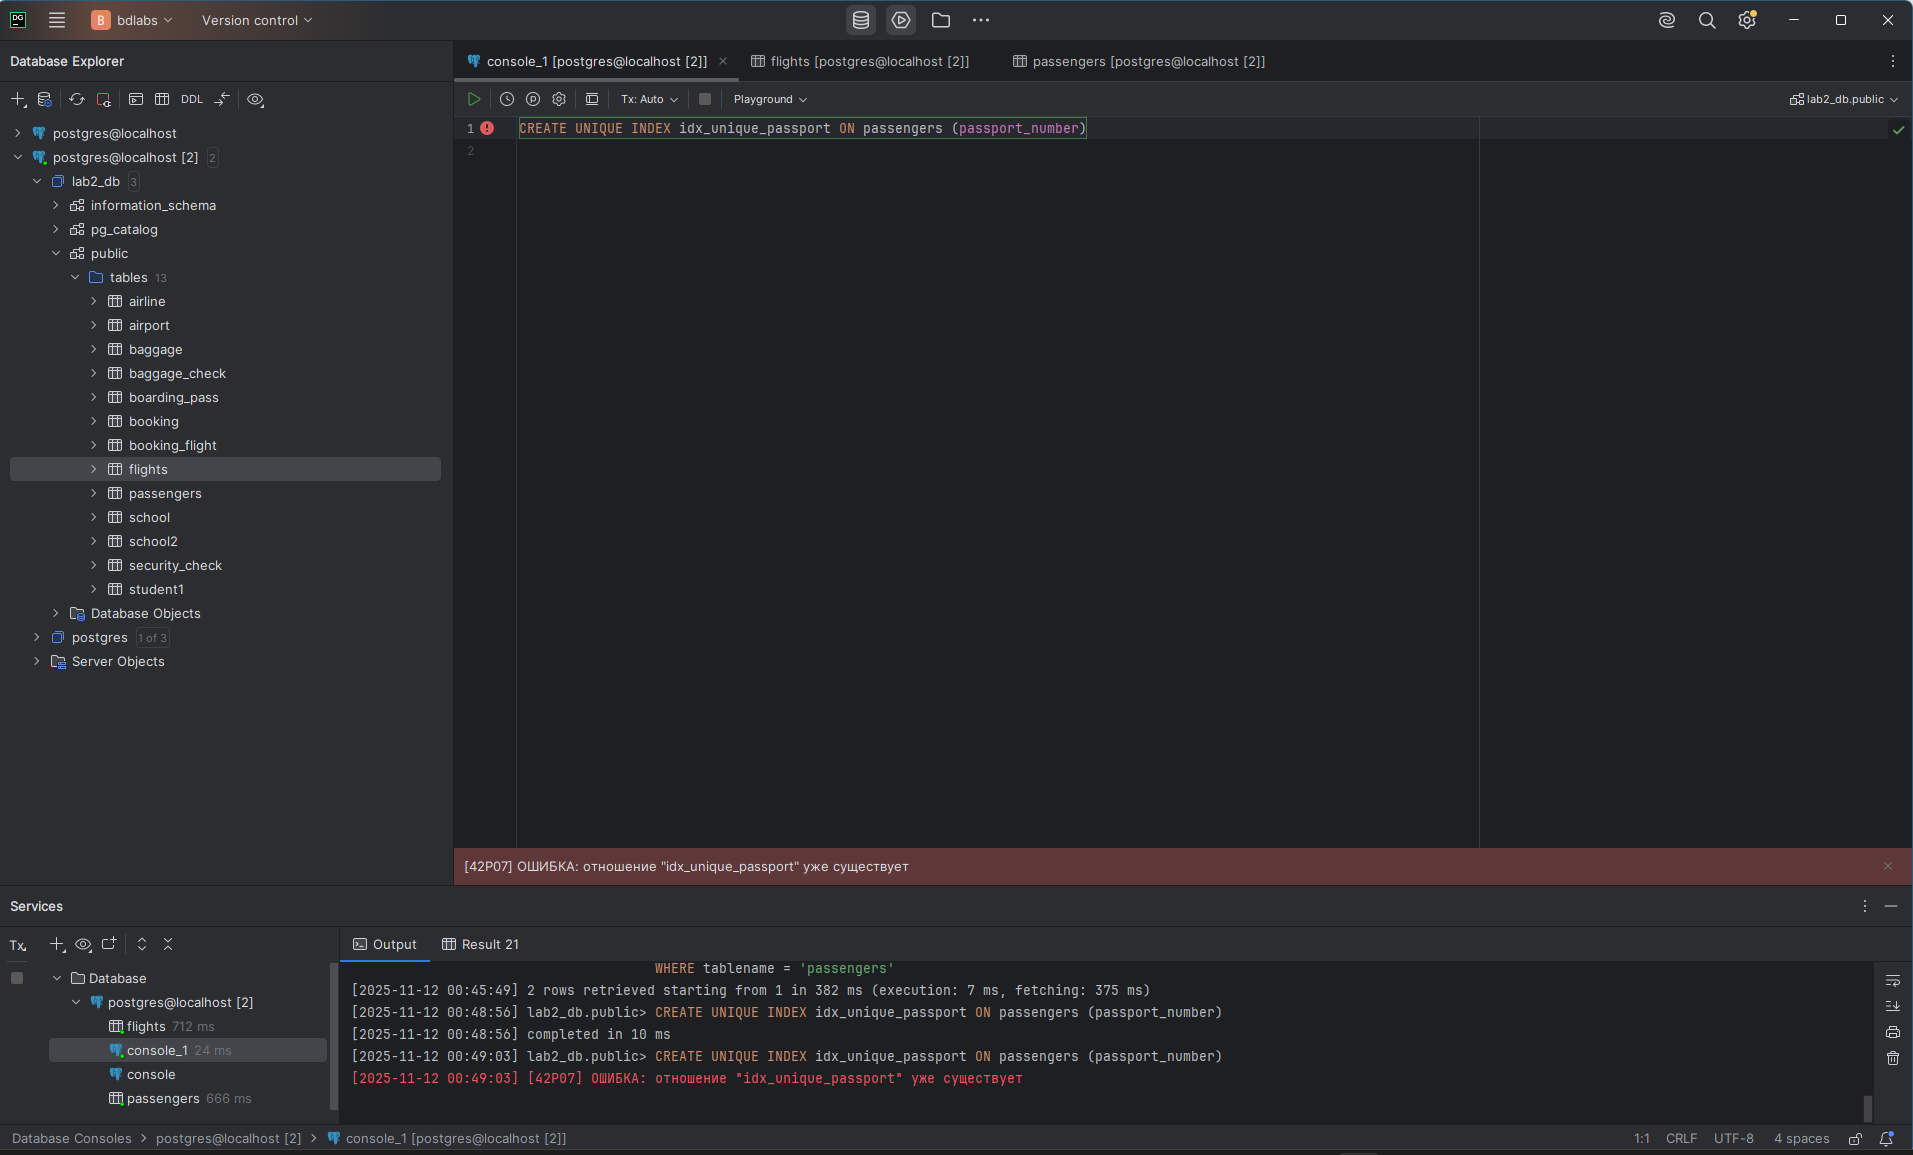 DG
B bdlabs Version control
Database Explorer
console_1 [postgres@localhost [2]]
flights [postgres@localhost [2]]
passengers [postgres@localhost [2]]
DDL
Tx: Auto
Playground
lab2_db.public
postgres@localhost
postgres@localhost [2] 2
lab2_db 3
information_schema
pg_catalog
public
tables 13
airline
airport
baggage
baggage_check
boarding_pass
booking
booking_flight
flights
passengers
school
school2
security_check
student1
Database Objects
postgres 1 of 3
Server Objects
1 CREATE UNIQUE INDEX idx_unique_passport ON passengers (passport_number)
2
[42P07] ОШИБКА: отношение "idx_unique_passport" уже существует
Services
Tx
Database
postgres@localhost [2]
flights 712 ms
console_1 24 ms
console
passengers 666 ms
Output Result 21
WHERE tablename = 'passengers'
[2025-11-12 00:45:49] 2 rows retrieved starting from 1 in 382 ms (execution: 7 ms, fetching: 375 ms)
[2025-11-12 00:48:56] lab2_db.public> CREATE UNIQUE INDEX idx_unique_passport ON passengers (passport_number)
[2025-11-12 00:48:56] completed in 10 ms
[2025-11-12 00:49:03] lab2_db.public> CREATE UNIQUE INDEX idx_unique_passport ON passengers (passport_number)
[2025-11-12 00:49:03] [42P07] ОШИБКА: отношение "idx_unique_passport" уже существует
Database Consoles > postgres@localhost [2] > console_1 [postgres@localhost [2]]
1:1 CRLF UTF-8 4 spaces